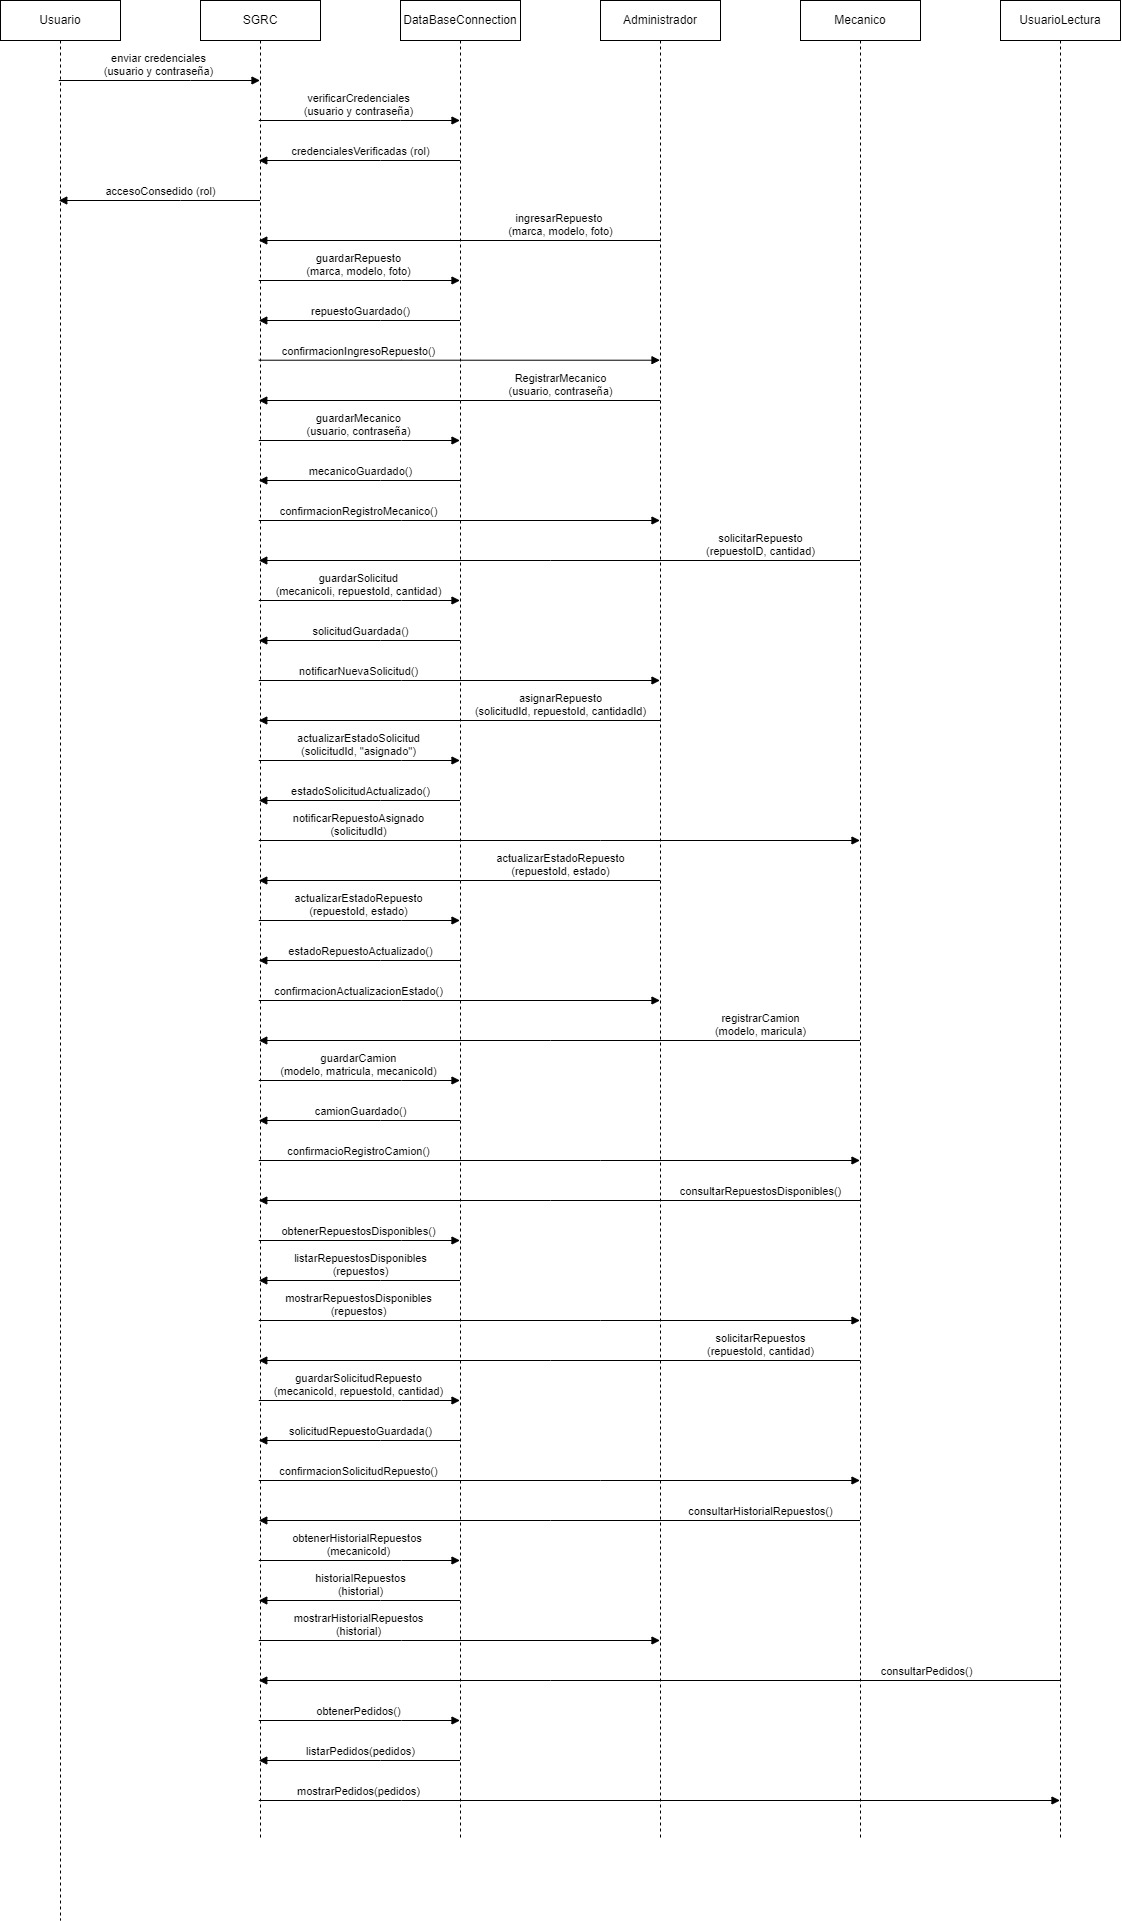 Usuario
SGRC
DataBaseConnection
Administrador
Mecanico
UsuarioLectura
enviar credenciales
(usuario y contraseña)
verificarCredenciales
(usuario y contraseña)
credencialesVerificadas (rol)
accesoConsedido (rol)
ingresarRepuesto
(marca, modelo, foto)
guardarRepuesto
(marca, modelo, foto)
repuestoGuardado()
confirmacionIngresoRepuesto()
RegistrarMecanico
(usuario, contraseña)
guardarMecanico
(usuario, contraseña)
mecanicoGuardado()
confirmacionRegistroMecanico()
solicitarRepuesto
(repuestoID, cantidad)
guardarSolicitud
(mecanicoIi, repuestoId, cantidad)
solicitudGuardada()
notificarNuevaSolicitud()
asignarRepuesto
(solicitudId, repuestoId, cantidadId)
actualizarEstadoSolicitud
(solicitudId, "asignado")
estadoSolicitudActualizado()
notificarRepuestoAsignado
(solicitudId)
actualizarEstadoRepuesto
(repuestoId, estado)
actualizarEstadoRepuesto
(repuestoId, estado)
estadoRepuestoActualizado()
confirmacionActualizacionEstado()
registrarCamion
(modelo, maricula)
guardarCamion
(modelo, matricula, mecanicoId)
camionGuardado()
confirmacioRegistroCamion()
consultarRepuestosDisponibles()
obtenerRepuestosDisponibles()
listarRepuestosDisponibles
(repuestos)
mostrarRepuestosDisponibles
(repuestos)
solicitarRepuestos
(repuestoId, cantidad)
guardarSolicitudRepuesto
(mecanicoId, repuestoId, cantidad)
solicitudRepuestoGuardada()
confirmacionSolicitudRepuesto()
consultarHistorialRepuestos()
obtenerHistorialRepuestos
(mecanicoId)
historialRepuestos
(historial)
mostrarHistorialRepuestos
(historial)
consultarPedidos()
obtenerPedidos()
listarPedidos(pedidos)
mostrarPedidos(pedidos)